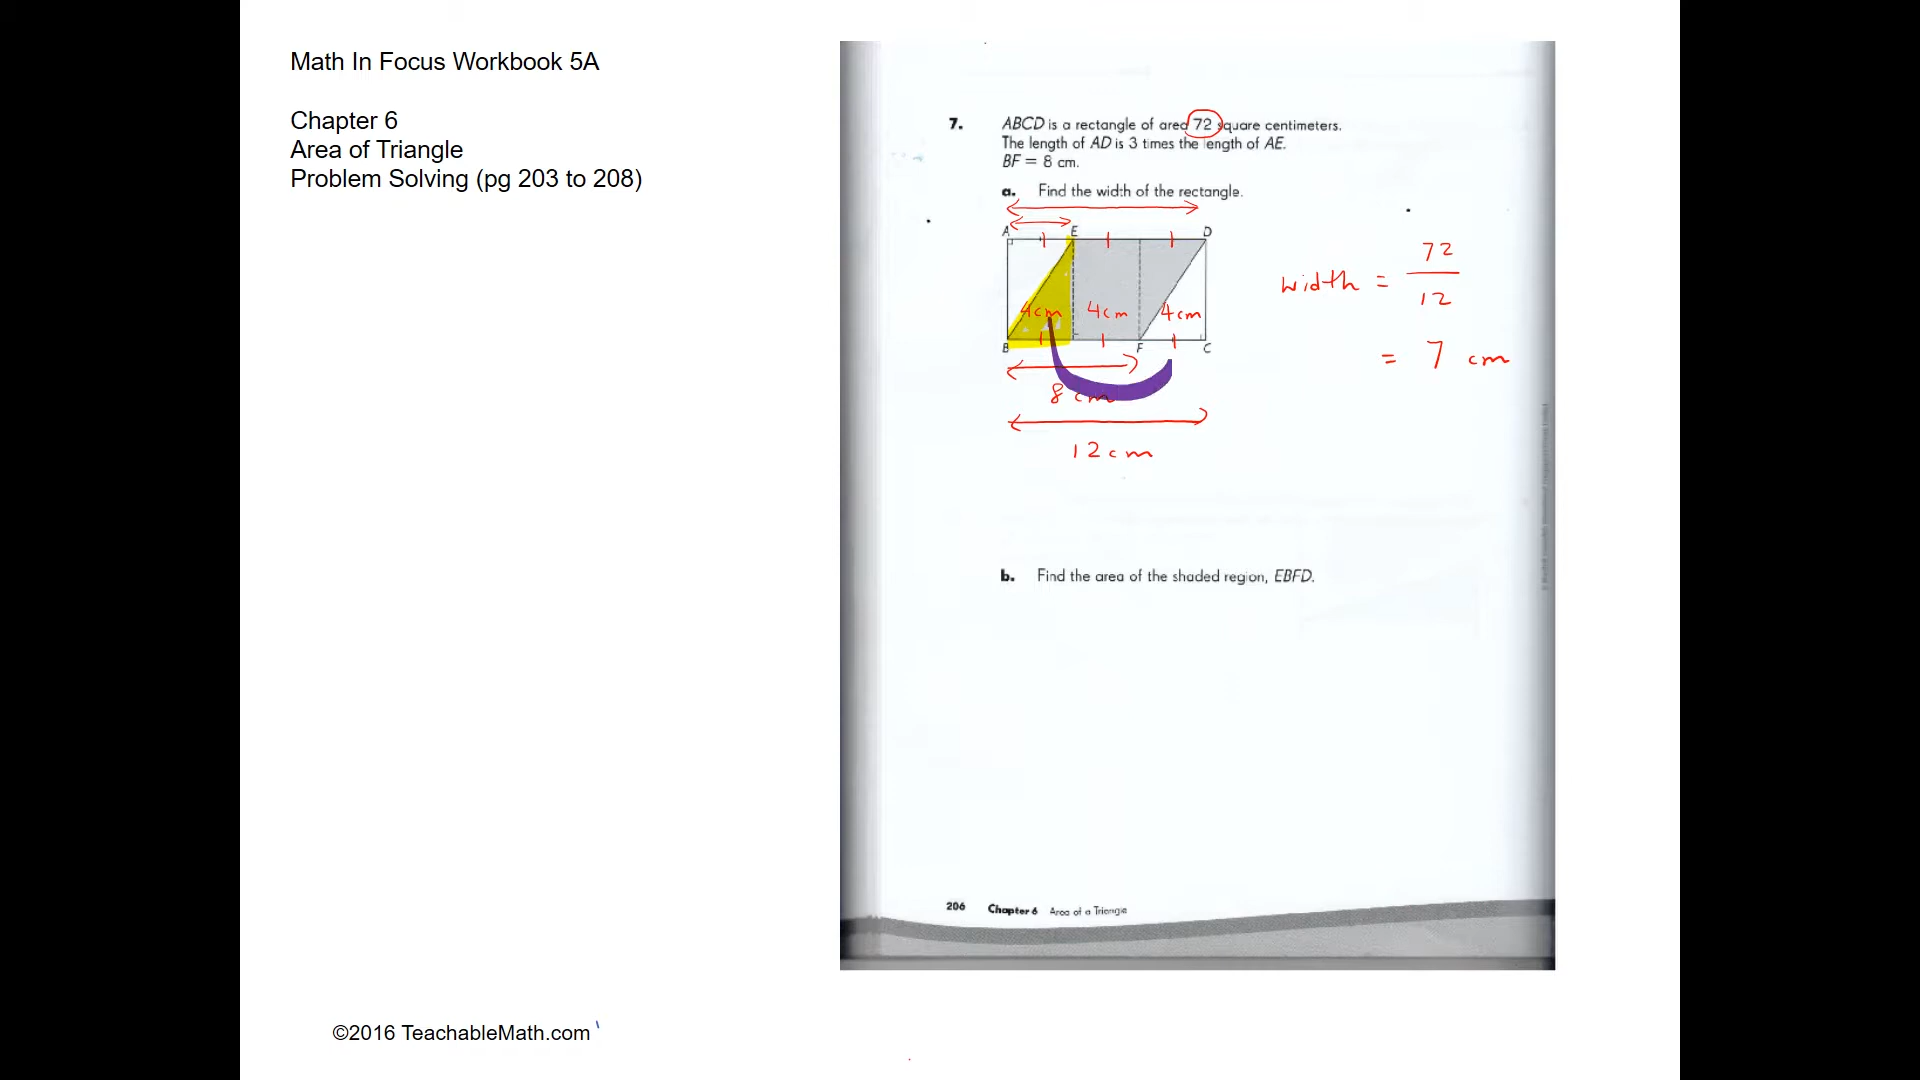 Math In Focus Workbook 5A
Chapter 6
Area of Triangle
Problem Solving (pg 203 to 208)
7. ABCD is a rectangle of area 72 square centimeters.
The length of AD is 3 times the length of AE.
BF = 8 cm.
a. Find the width of the rectangle.
A E D
4cm 4cm 4cm
B F C
8 cm
12cm
width = 72
12
= 7 cm
b. Find the area of the shaded region, EBFD.
206 Chapter 6 Area of a Triangle
©2016 TeachableMath.com